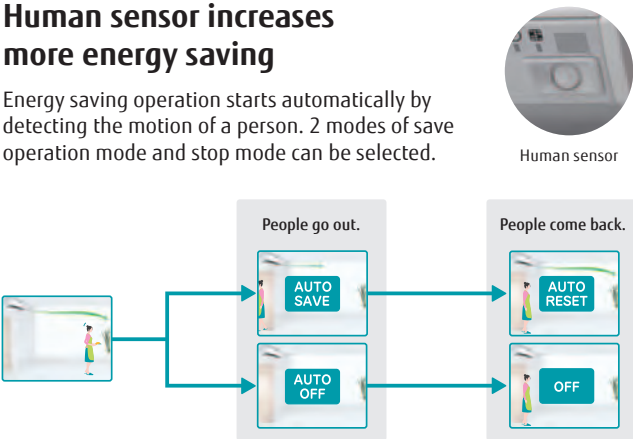 Human sensor increases
more energy saving
Energy saving operation starts automatically by
detecting the motion of a person. 2 modes of save
operation mode and stop mode can be selected.
Human sensor
People go out.
People come back.
AUTO
SAVE
AUTO
RESET
AUTO
OFF
OFF